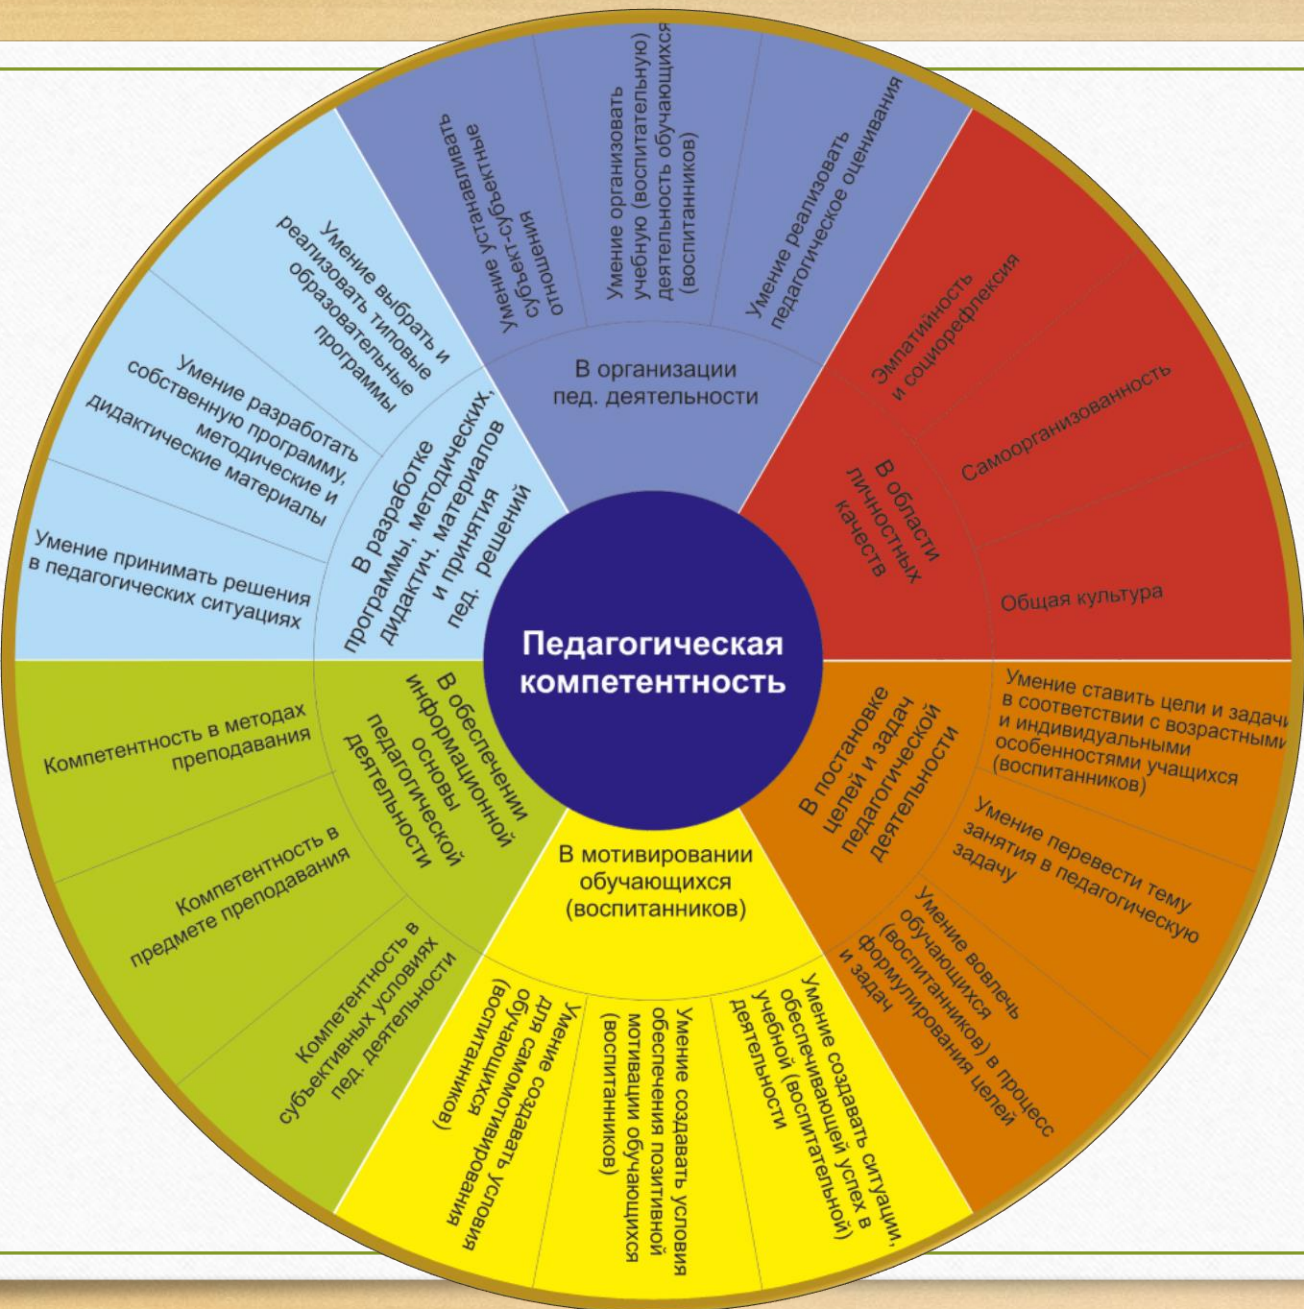 Педагогическая
компетентность
В организации
пед. деятельности
Умение устанавливать
субъект-субъектные
отношения
Умение организовать
учебную (воспитательную)
деятельность обучающихся
(воспитанников)
Умение реализовать
педагогическое оценивания
В области
личностных
качеств
Эмпатийность
и социорефлексия
Самоорганизованность
Общая культура
В постановке
целей и задач
педагогической
деятельности
Умение ставить цели и задачи
в соответствии с возрастными
и индивидуальными
особенностями учащихся
(воспитанников)
Умение перевести тему
занятия в педагогическую
задачу
Умение вовлечь
обучающихся
(воспитанников) в процесс
формулирования целей
и задач
В мотивировании
обучающихся
(воспитанников)
Умение создавать ситуации,
обеспечивающей успех в
учебной (воспитательной)
деятельности
Умение создавать условия
обеспечения позитивной
мотивации обучающихся
(воспитанников)
Умение создавать условия
для самомотивирования
обучающихся
(воспитанников)
В обеспечении
информационной
основы
педагогической
деятельности
Компетентность в
субъективных условиях
пед. деятельности
Компетентность в
предмете преподавания
Компетентность в методах
преподавания
В разработке
программы, методических,
дидактич. материалов
и принятия
пед. решений
Умение принимать решения
в педагогических ситуациях
Умение разработать
собственную программу,
методические и
дидактические материалы
Умение выбрать и
реализовать типовые
образовательные
программы